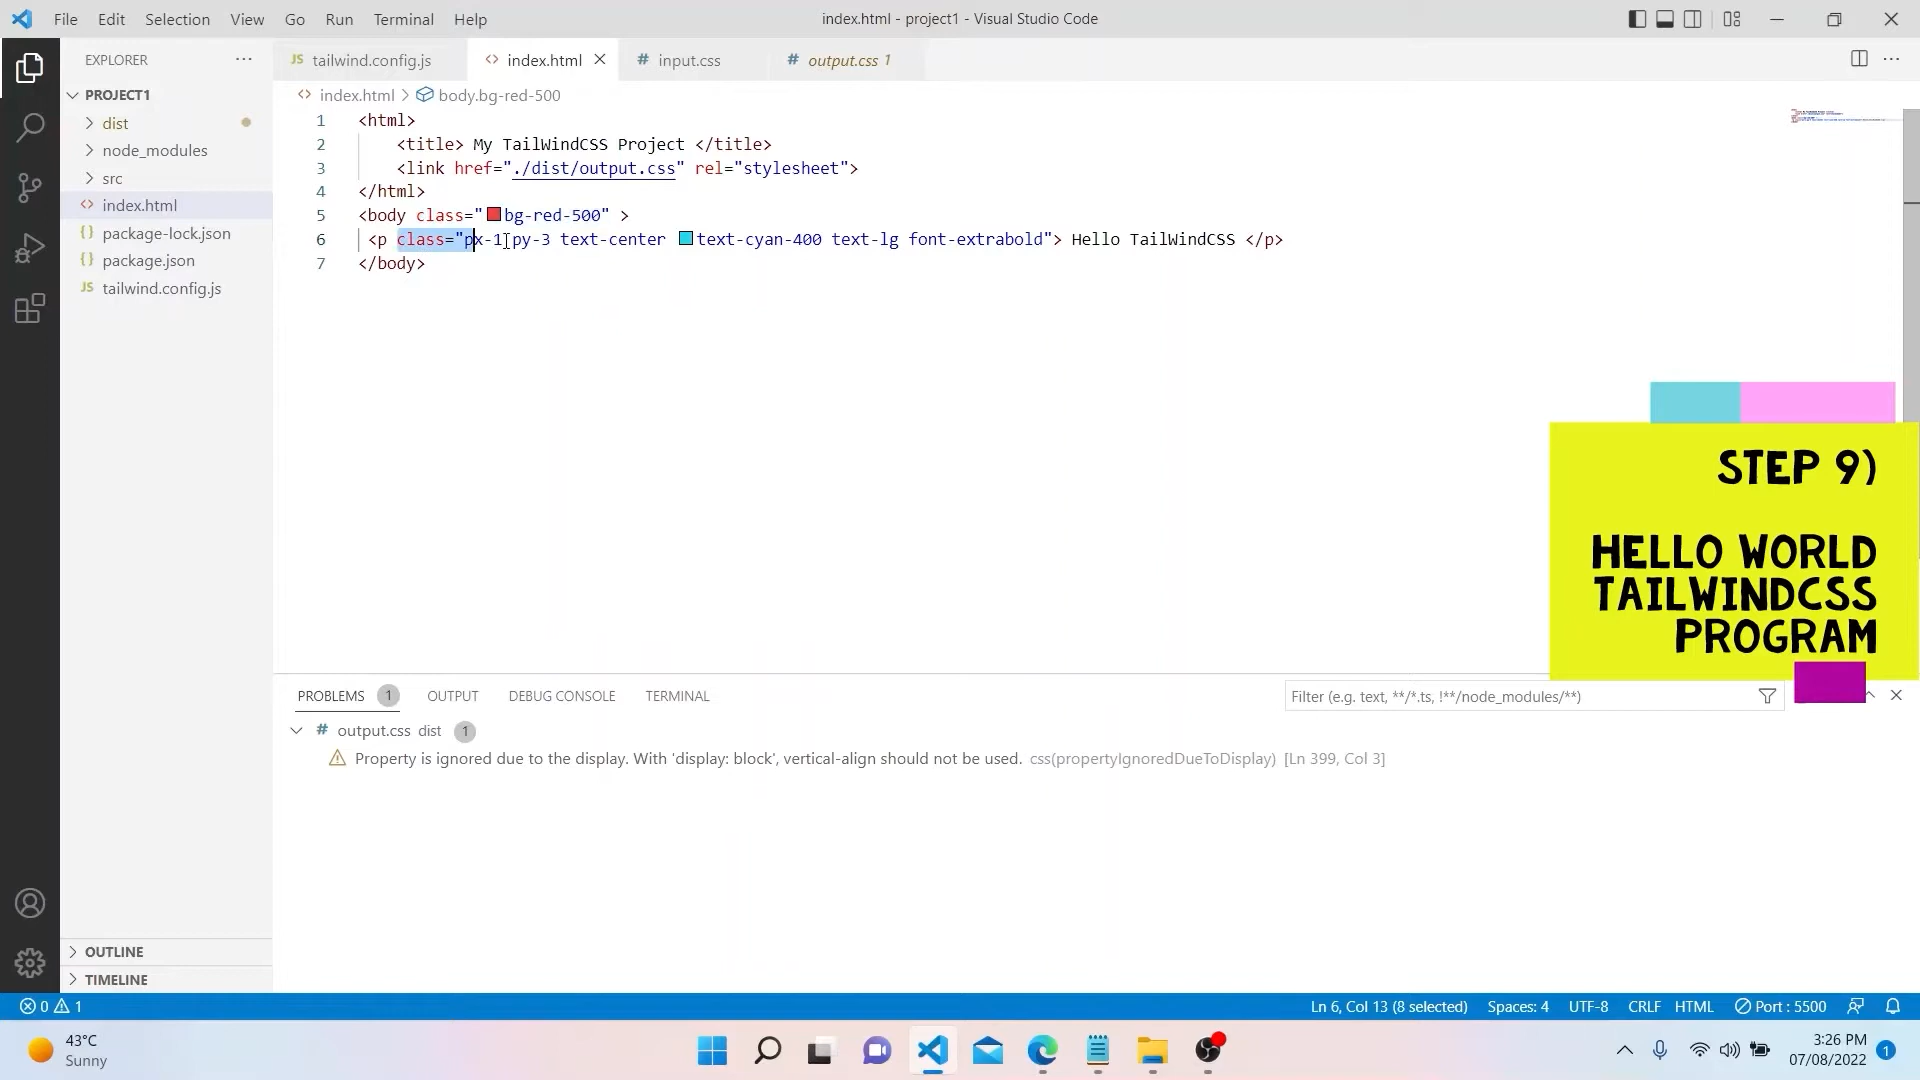 File Edit Selection View Go Run Terminal Help
index.html - project1 - Visual Studio Code
EXPLORER
PROJECT1
dist
node_modules
src
index.html
package-lock.json
package.json
tailwind.config.js
OUTLINE
TIMELINE
JS tailwind.config.js
index.html
# input.css
# output.css 1
index.html > body.bg-red-500
1 <html>
2 <title> My TailWindCSS Project </title>
3 <link href="./dist/output.css" rel="stylesheet">
4 </html>
5 <body class="bg-red-500" >
6 <p class="px-1 py-3 text-center text-cyan-400 text-lg font-extrabold"> Hello TailWindCSS </p>
7 </body>
STEP 9)
HELLO WORLD
TAILWINDCSS
PROGRAM
PROBLEMS 1 OUTPUT DEBUG CONSOLE TERMINAL
Filter (e.g. text, **/*.ts, !**/node_modules/**)
# output.css dist 1
Property is ignored due to the display. With 'display: block', vertical-align should not be used. css(propertyIgnoredDueToDisplay) [Ln 399, Col 3]
0 1
Ln 6, Col 13 (8 selected) Spaces: 4 UTF-8 CRLF HTML Port : 5500
43°C
Sunny
3:26 PM
07/08/2022
1